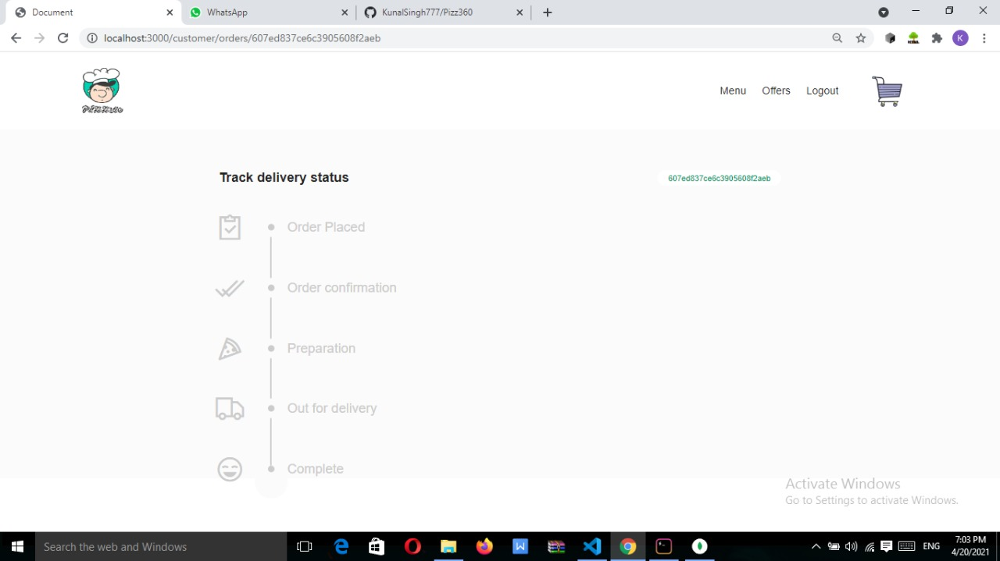 Document
WhatsApp
KunalSingh777/Pizz360
localhost:3000/customer/orders/607ed837ce6c3905608f2aeb
K
Menu Offers Logout
Track delivery status
607ed837ce6c3905608f2aeb
Order Placed
Order confirmation
Preparation
Out for delivery
Complete
Activate Windows
Go to Settings to activate Windows.
Search the web and Windows
ENG
7:03 PM
4/20/2021